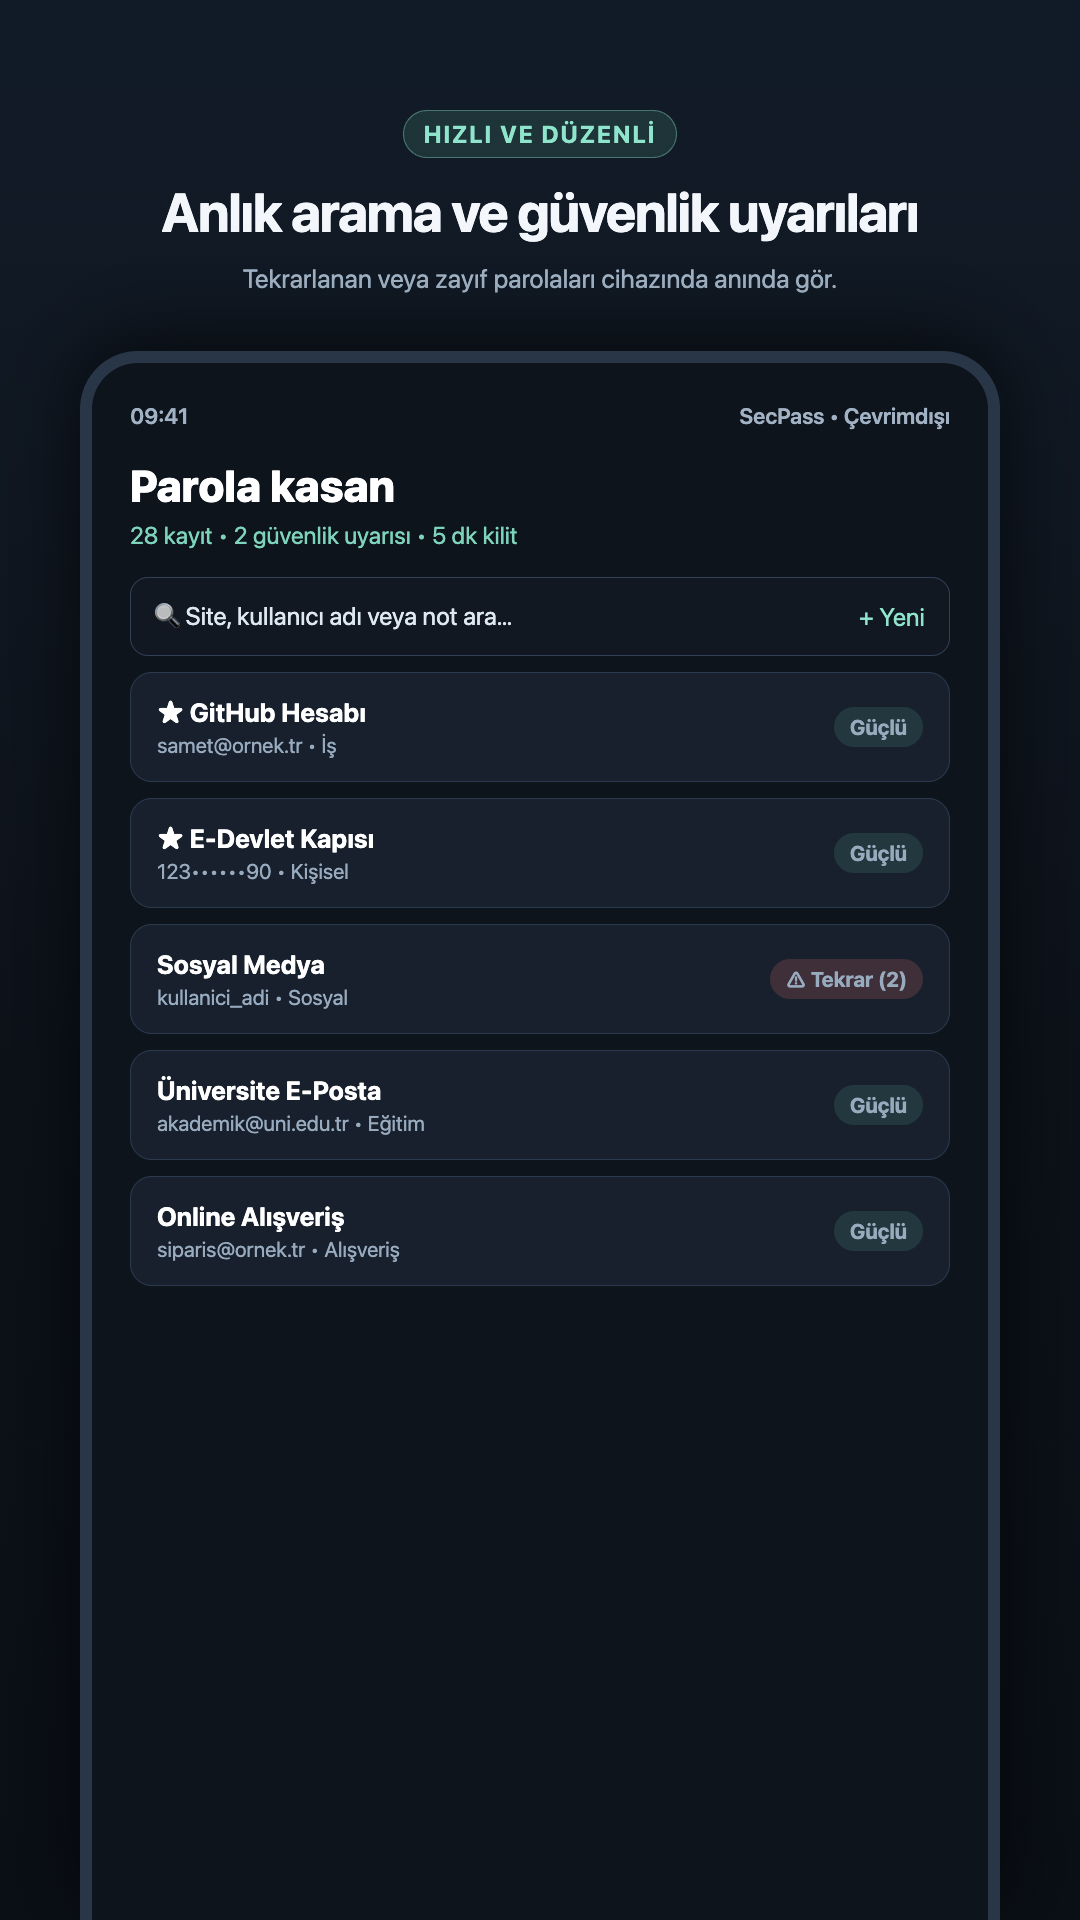 HIZLI VE DÜZENLİ
Anlık arama ve güvenlik uyarıları
Tekrarlanan veya zayıf parolaları cihazında anında gör.
09:41
SecPass • Çevrimdışı
Parola kasan
28 kayıt • 2 güvenlik uyarısı • 5 dk kilit
🔍 Site, kullanıcı adı veya not ara...
+ Yeni
★ GitHub Hesabı
samet@ornek.tr • İş
Güçlü
★ E-Devlet Kapısı
123••••••90 • Kişisel
Güçlü
Sosyal Medya
kullanici_adi • Sosyal
⚠ Tekrar (2)
Üniversite E-Posta
akademik@uni.edu.tr • Eğitim
Güçlü
Online Alışveriş
siparis@ornek.tr • Alışveriş
Güçlü